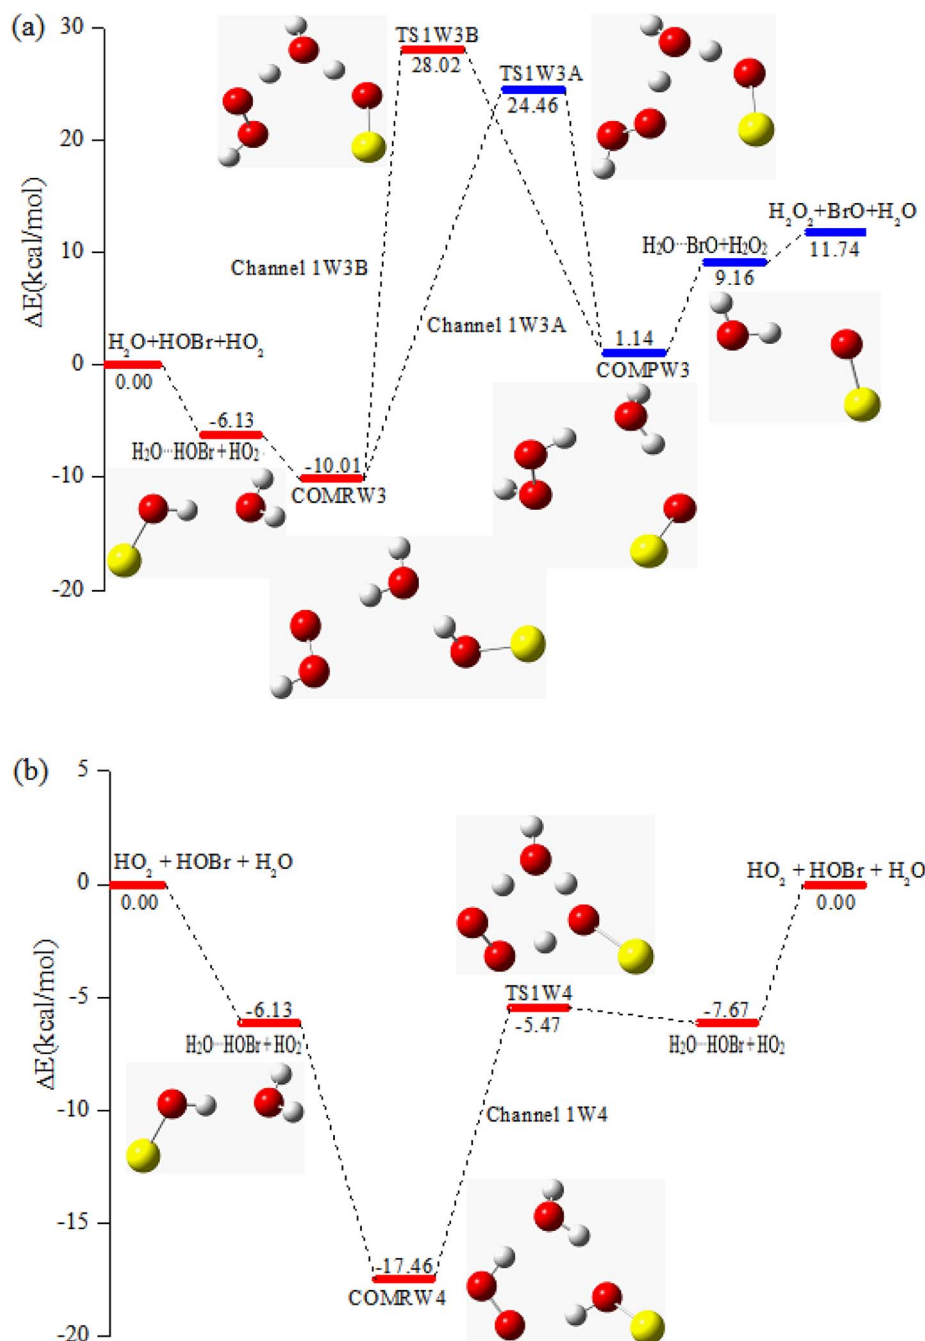 (a)
30
TS1W3B
28.02
TS1W3A
24.46
20
ΔE(kcal/mol)
10
H₂O₂+BrO+H₂O
11.74
H₂O···BrO+H₂O₂
9.16
Channel 1W3B
Channel 1W3A
1.14
COMPW3
H₂O+HOBr+HO₂
0
0.00
-6.13
H₂O···HOBr+HO₂
-10.01
COMRW3
-10
-20
(b)
5
HO₂ + HOBr + H₂O
0
0.00
HO₂ + HOBr + H₂O
0.00
ΔE(kcal/mol)
-5
TS1W4
-5.47
-6.13
H₂O···HOBr+HO₂
-7.67
H₂O···HOBr+HO₂
-10
Channel 1W4
-15
-17.46
COMRW4
-20